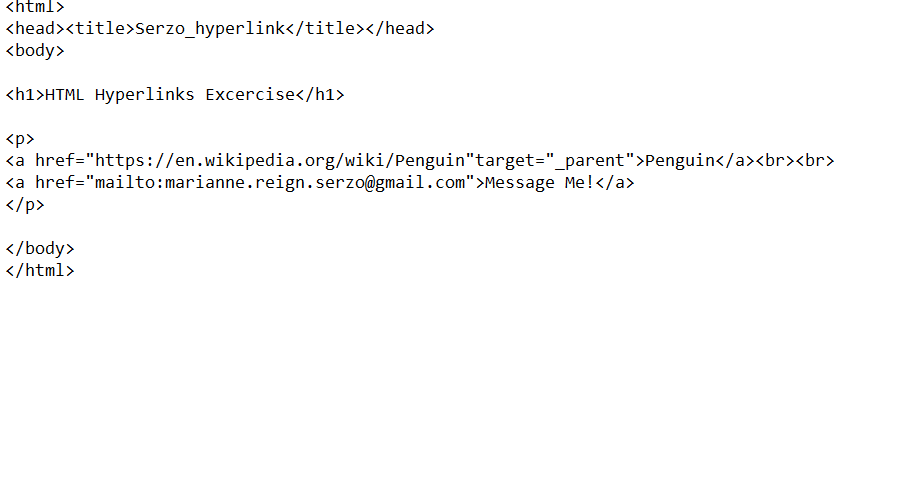 <html>
<head><title>Serzo_hyperlink</title></head>
<body>
<h1>HTML Hyperlinks Excercise</h1>
<p>
<a href="https://en.wikipedia.org/wiki/Penguin"target="_parent">Penguin</a><br><br>
<a href="mailto:marianne.reign.serzo@gmail.com">Message Me!</a>
</p>
</body>
</html>